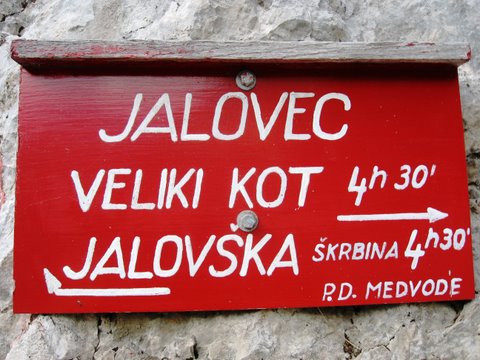 JALOVEC
VELIKI KOT 4h 30'
JALOVŠKA ŠKRBINA 4h30'
P.D. MEDVODE